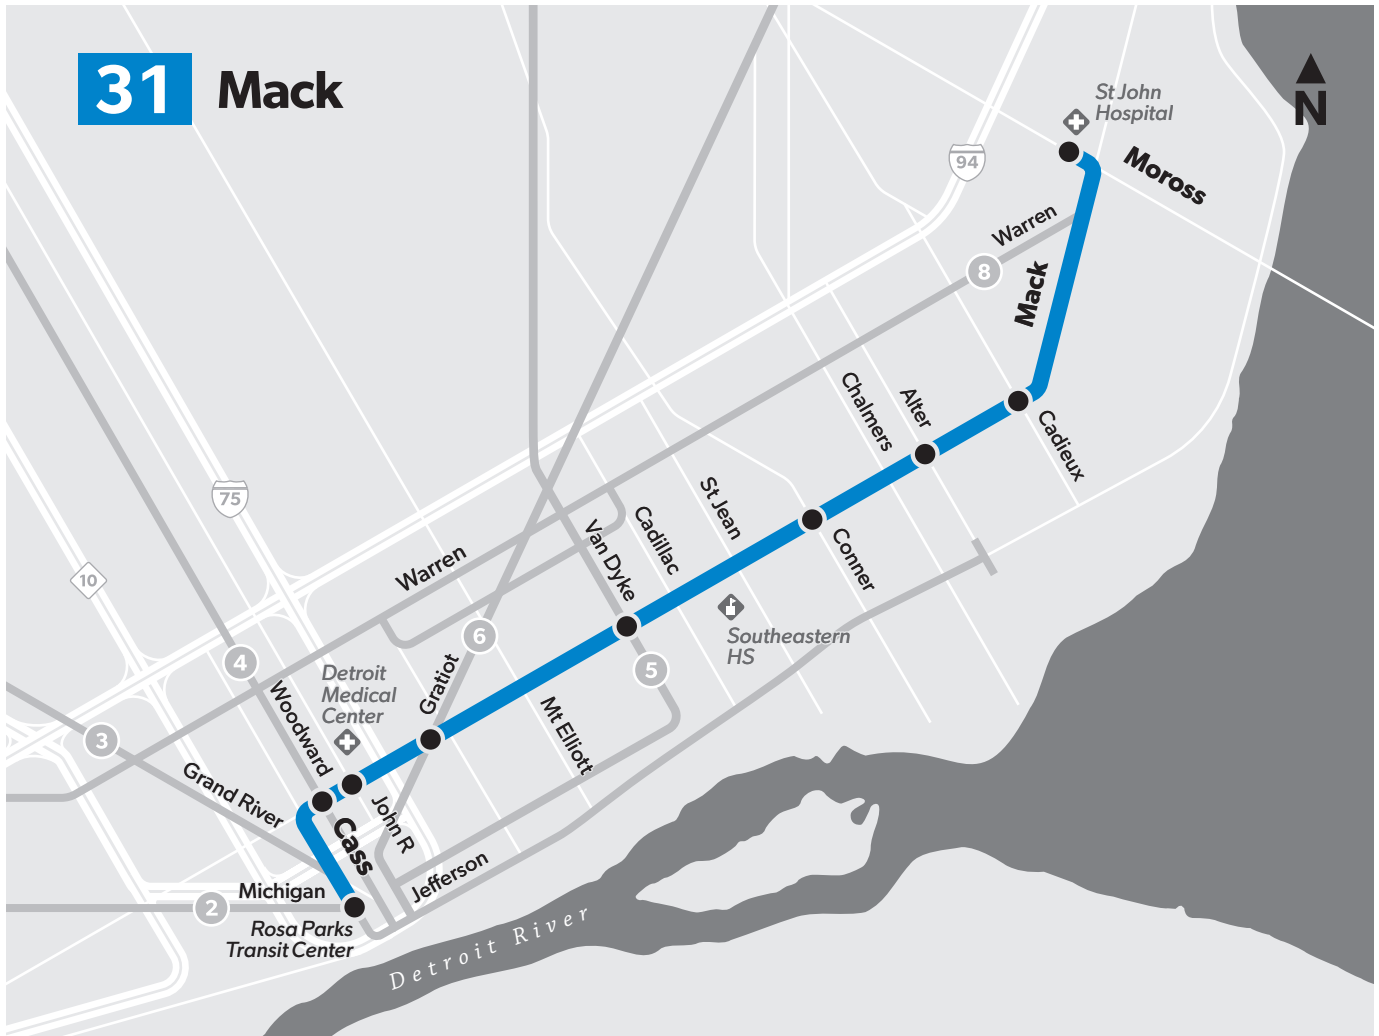 31 Mack
St John
Hospital
N
Moross
94
Warren
8
Mack
Chalmers
Alter
Cadieux
75
St Jean
Cadillac
Van Dyke
Conner
Warren
10
Southeastern
HS
6
5
4
Detroit
Medical
Center
Gratiot
Woodward
Mt Elliott
3
Grand River
John R
Cass
Jefferson
Michigan
2
Rosa Parks
Transit Center
Detroit River